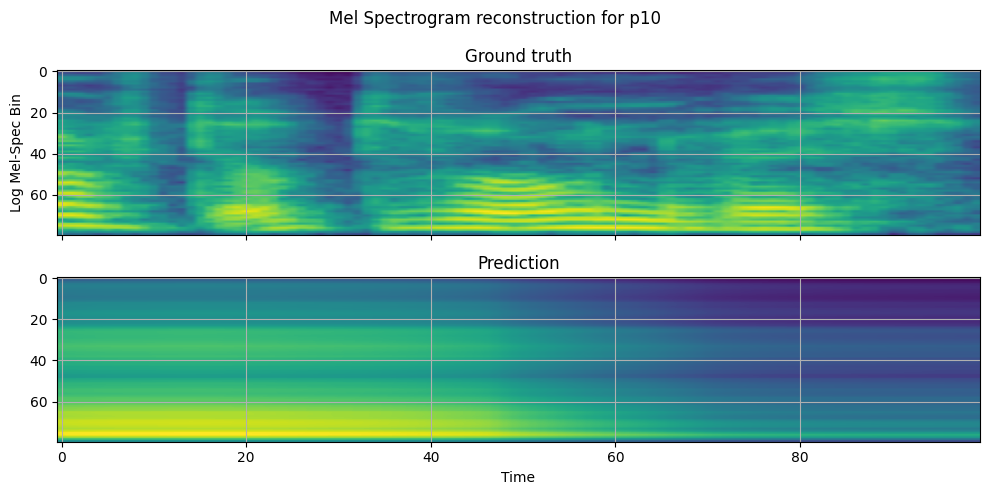 Mel Spectrogram reconstruction for p10
Ground truth
Log Mel-Spec Bin
0
20
40
60
Prediction
0
20
40
60
0 20 40 60 80
Time